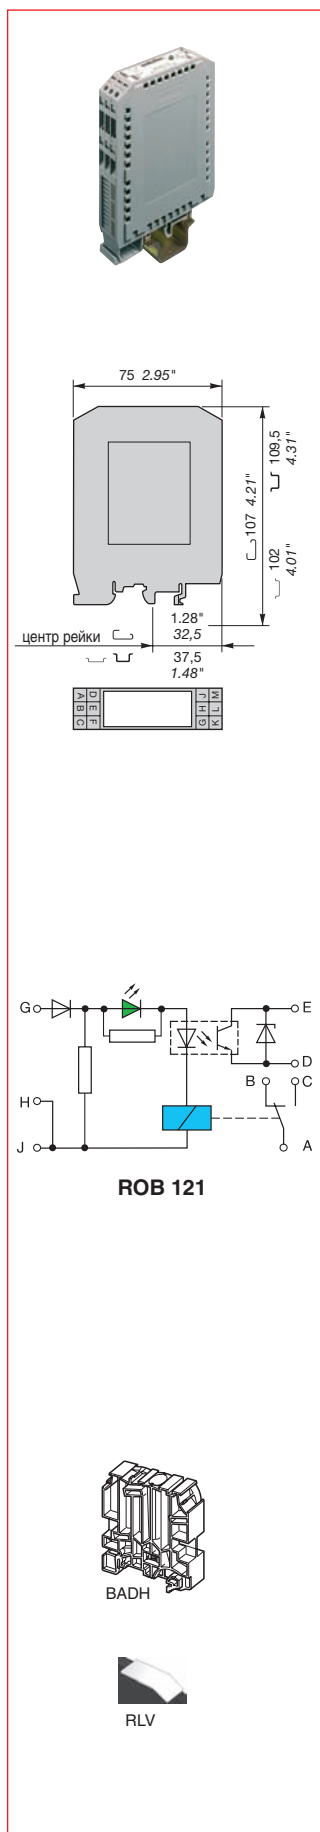 75 2.95"
109,5
4.31"
107 4.21"
102
4.01"
1.28"
32,5
центр рейки
37,5
1.48"
A D J M
B E H L
C F G K
G
E
D
B
C
H
J
A
ROB 121
BADH
RLV